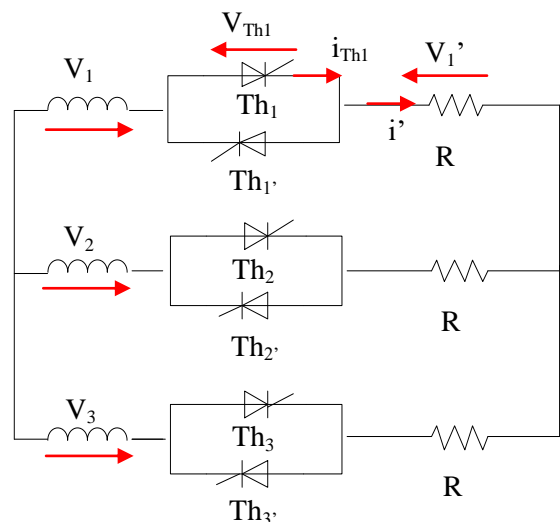 V_Th1
i_Th1
V_1'
V_1
Th_1
i'
R
Th_1'
V_2
Th_2
R
Th_2'
V_3
Th_3
R
Th_3'